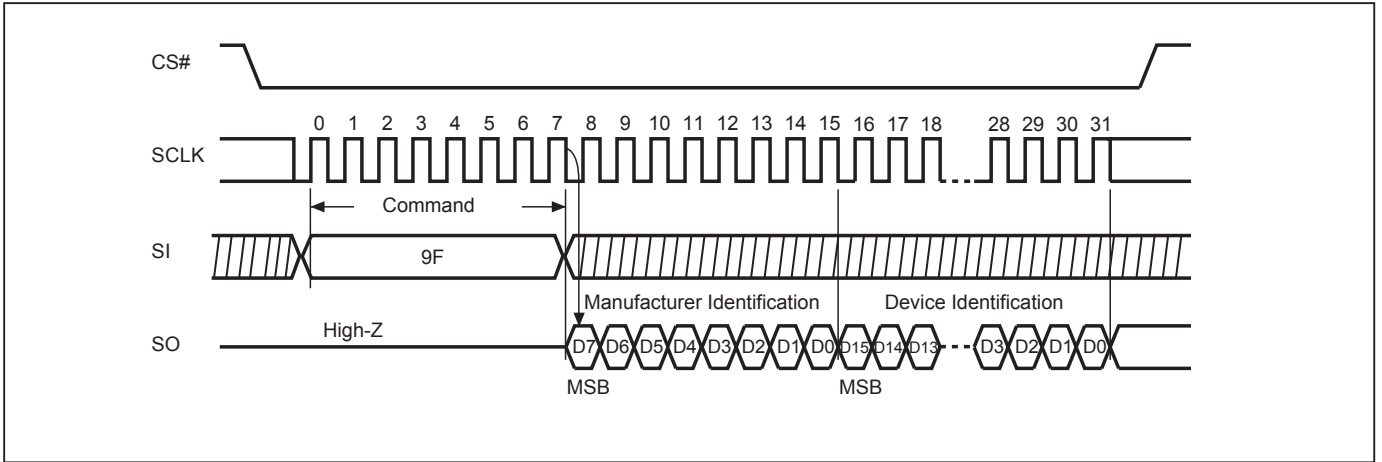 CS#
0 1 2 3 4 5 6 7 8 9 10 11 12 13 14 15 16 17 18 28 29 30 31
SCLK
Command
SI
9F
Manufacturer Identification Device Identification
High-Z
SO
D7 D6 D5 D4 D3 D2 D1 D0 D15 D14 D13 D3 D2 D1 D0
MSB MSB